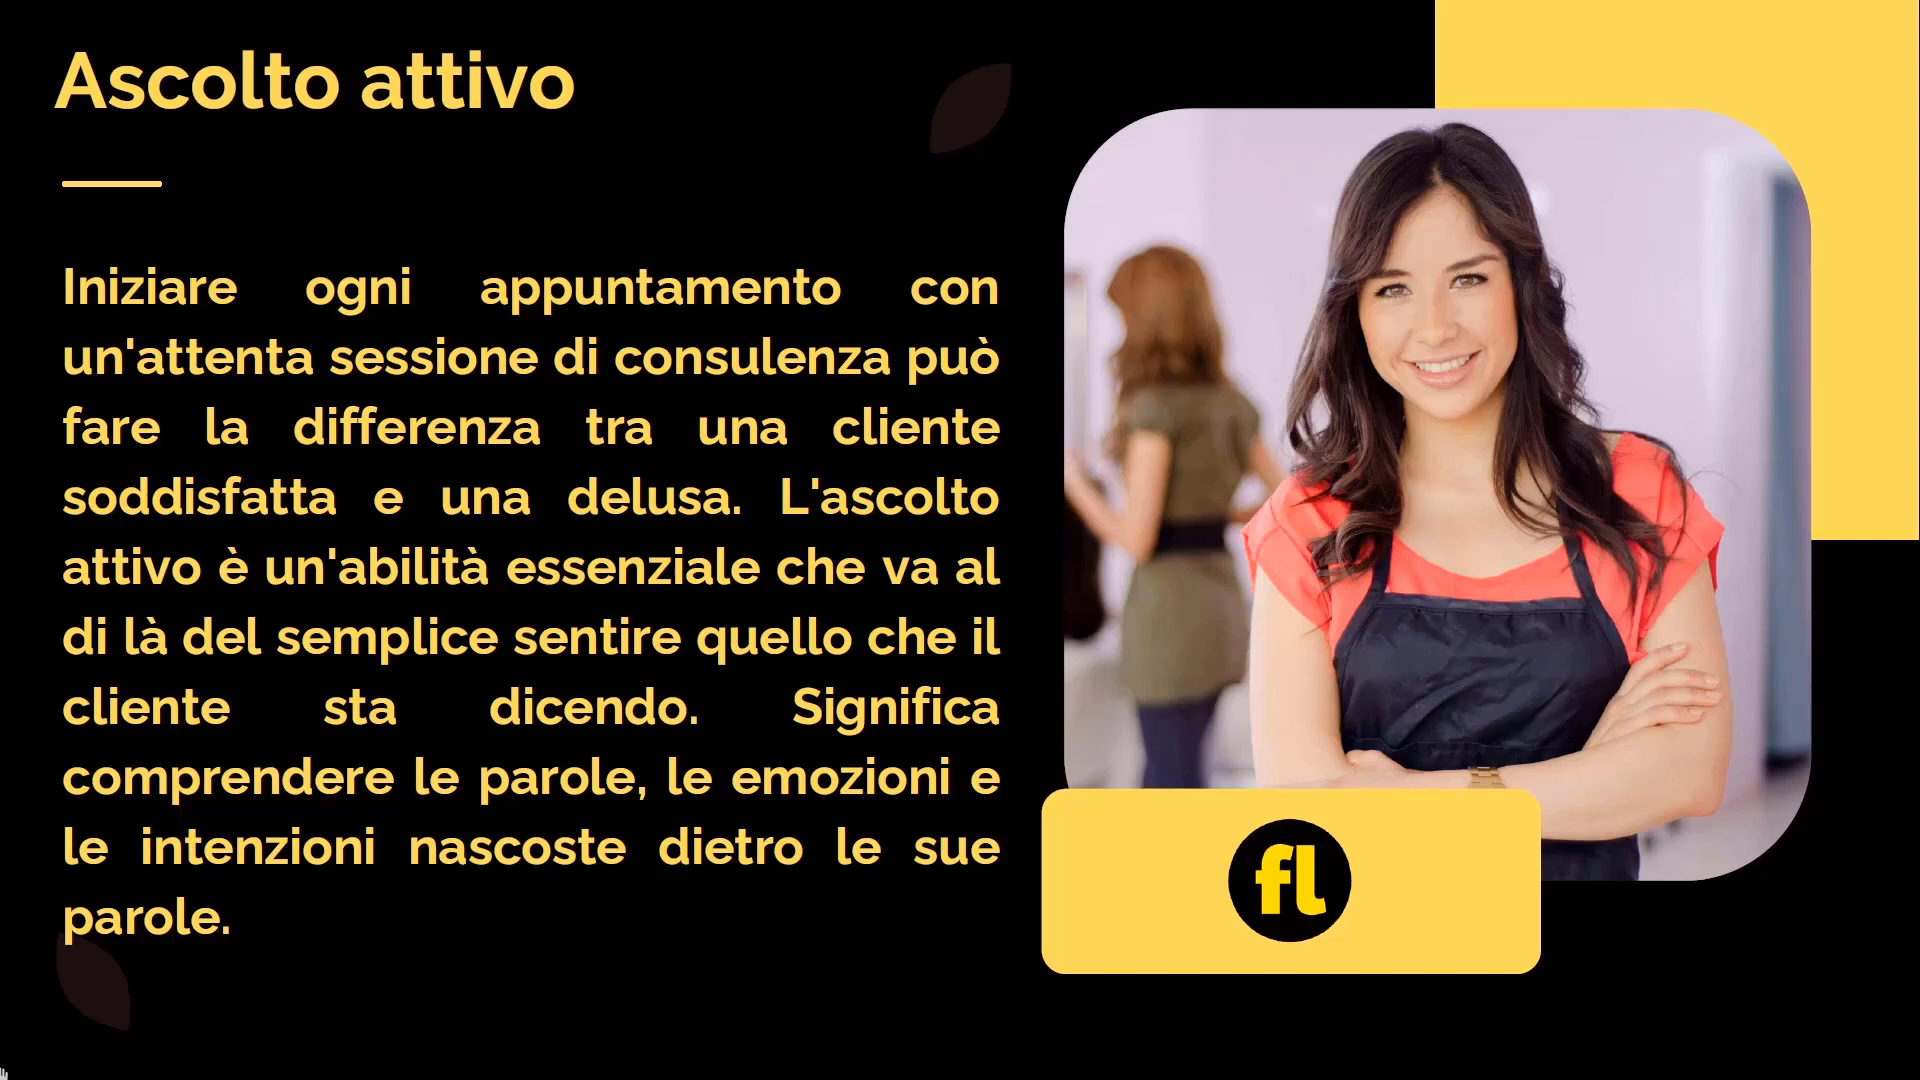 Ascolto attivo
Iniziare ogni appuntamento con
un'attenta sessione di consulenza può
fare la differenza tra una cliente
soddisfatta e una delusa. L'ascolto
attivo è un'abilità essenziale che va al
di là del semplice sentire quello che il
cliente sta dicendo. Significa
comprendere le parole, le emozioni e
le intenzioni nascoste dietro le sue
parole.
fl